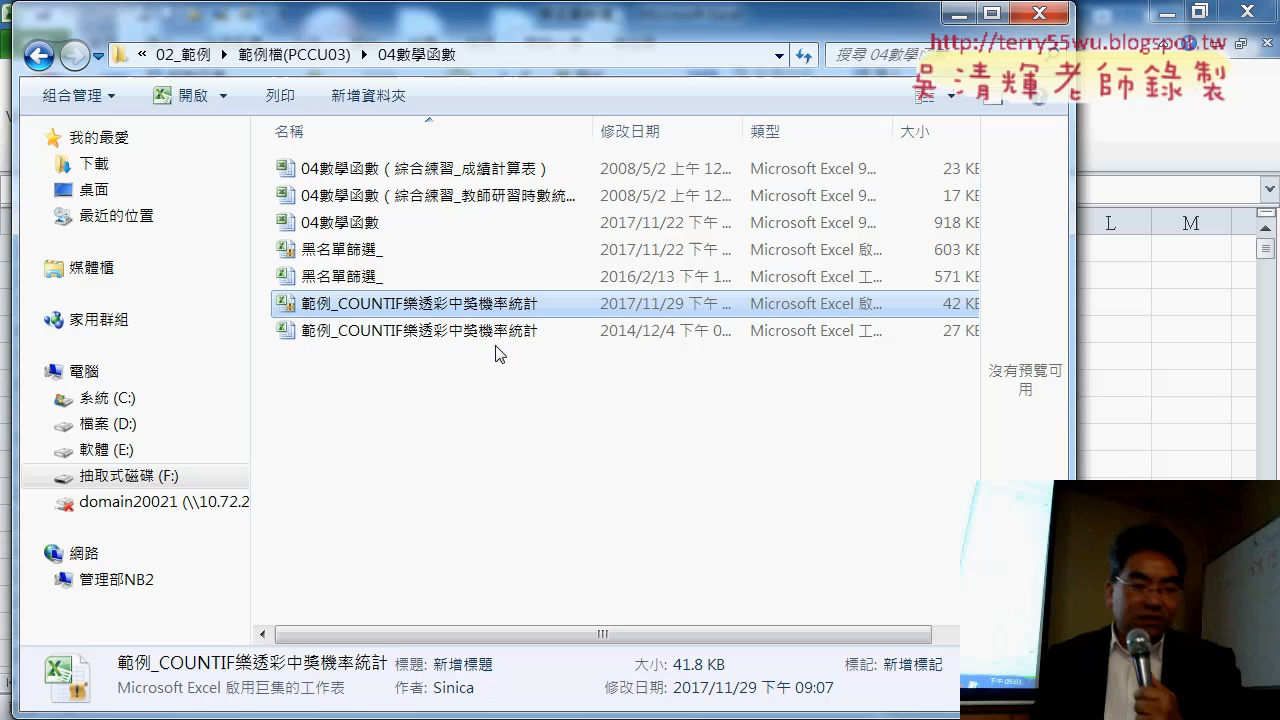 « 02_範例 ▸ 範例檔(PCCU03) ▸ 04數學函數
搜尋 04數學函
http://terry55wu.blogspot.tw
吳清輝老師錄製
組合管理
開啟
列印
新增資料夾
名稱 修改日期 類型 大小
04數學函數（綜合練習_成績計算表） 2008/5/2 上午 12... Microsoft Excel 9... 23 KE
04數學函數（綜合練習_教師研習時數統... 2008/5/2 上午 12... Microsoft Excel 9... 17 KE
04數學函數 2017/11/22 下午 ... Microsoft Excel 9... 918 KE
黑名單篩選_ 2017/11/22 下午 ... Microsoft Excel 啟... 603 KE
黑名單篩選_ 2016/2/13 下午 1... Microsoft Excel 工... 571 KE
範例_COUNTIF樂透彩中獎機率統計 2017/11/29 下午 ... Microsoft Excel 啟... 42 KE
範例_COUNTIF樂透彩中獎機率統計 2014/12/4 下午 0... Microsoft Excel 工... 27 KE
我的最愛
下載
桌面
最近的位置
媒體櫃
家用群組
電腦
系統 (C:)
檔案 (D:)
軟體 (E:)
抽取式磁碟 (F:)
domain20021 (\\10.72.2
網路
管理部NB2
沒有預覽可
用
L M
範例_COUNTIF樂透彩中獎機率統計 標題: 新增標題 大小: 41.8 KB 標記: 新增標記
Microsoft Excel 啟用巨集的工作表 作者: Sinica 修改日期: 2017/11/29 下午 09:07